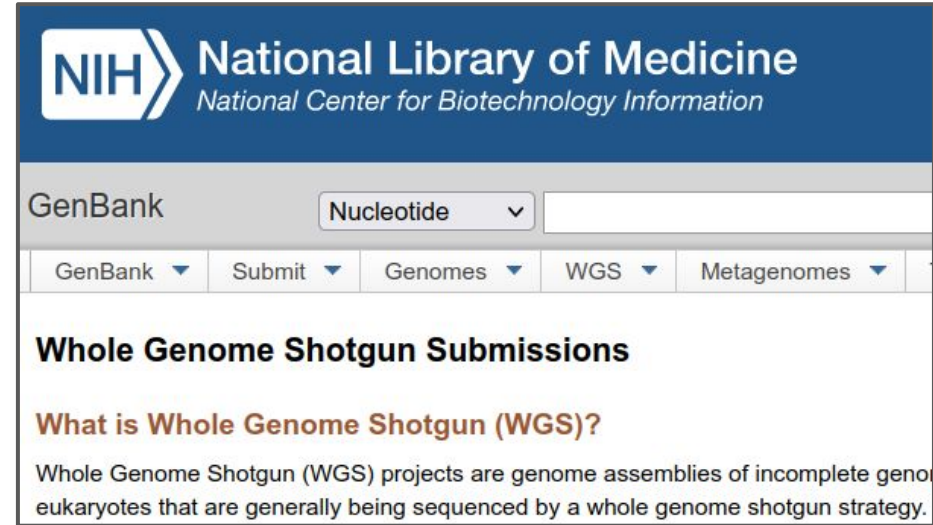 NIH National Library of Medicine
National Center for Biotechnology Information
GenBank Nucleotide
GenBank Submit Genomes WGS Metagenomes
Whole Genome Shotgun Submissions
What is Whole Genome Shotgun (WGS)?
Whole Genome Shotgun (WGS) projects are genome assemblies of incomplete
eukaryotes that are generally being sequenced by a whole genome shotgun strategy.